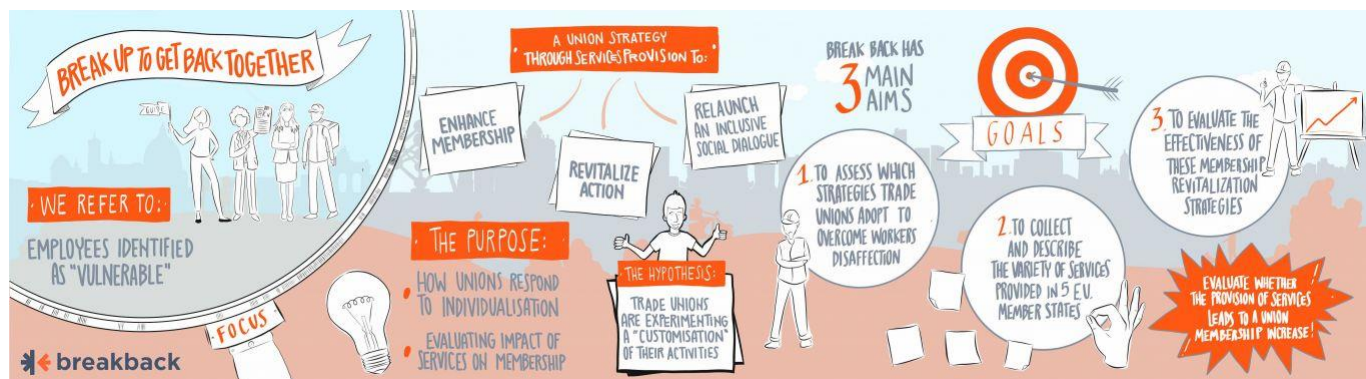 BREAK UP TO GET BACK TOGETHER
GUIDE
WE REFER TO:
EMPLOYEES IDENTIFIED
AS "VULNERABLE"
FOCUS
breakback
A UNION STRATEGY
THROUGH SERVICES PROVISION TO:
ENHANCE
MEMBERSHIP
REVITALIZE
ACTION
RELAUNCH
AN INCLUSIVE
SOCIAL DIALOGUE
THE PURPOSE:
HOW UNIONS RESPOND
TO INDIVIDUALISATION
EVALUATING IMPACT OF
SERVICES ON MEMBERSHIP
THE HYPOTHESIS:
TRADE UNIONS
ARE EXPERIMENTING
A "CUSTOMISATION"
OF THEIR ACTIVITIES
BREAK BACK HAS
3 MAIN
AIMS
GOALS
1. TO ASSESS WHICH
STRATEGIES TRADE
UNIONS ADOPT TO
OVERCOME WORKERS
DISAFFECTION
2. TO COLLECT
AND DESCRIBE
THE VARIETY OF SERVICES
PROVIDED IN 5 E.U.
MEMBER STATES
3. TO EVALUATE THE
EFFECTIVENESS OF
THESE MEMBERSHIP
REVITALIZATION
STRATEGIES
EVALUATE WHETHER
THE PROVISION OF SERVICES
LEADS TO A UNION
MEMBERSHIP INCREASE!